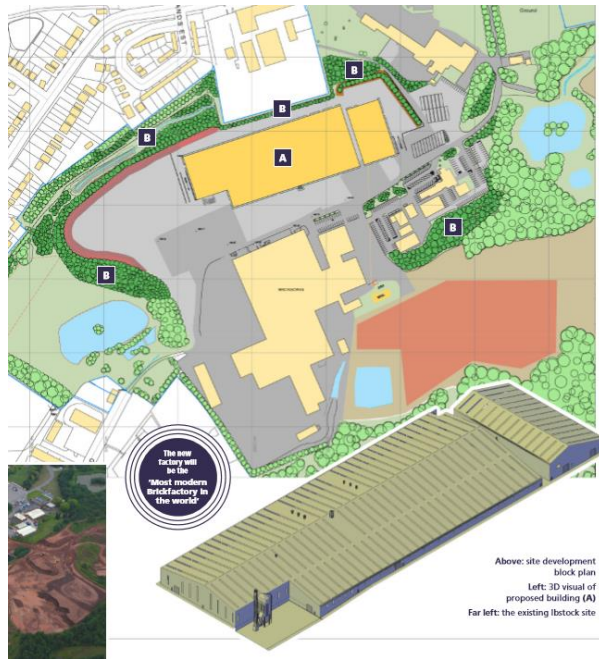 B
B
B
A
B
B
The new
factory will
be the
‘Most modern
Brickfactory in
the world’
Above: site development
block plan
Left: 3D visual of
proposed building (A)
Far left: the existing Ibstock site